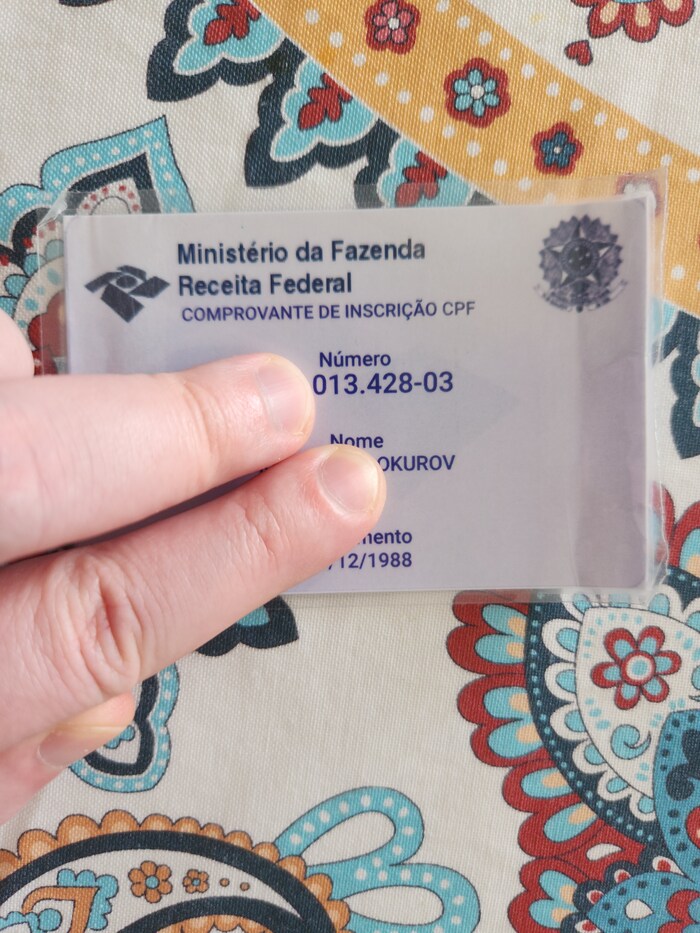 Ministério da Fazenda
Receita Federal
COMPROVANTE DE INSCRIÇÃO CPF
Número
013.428-03
Nome
OKUROV
mento
/12/1988